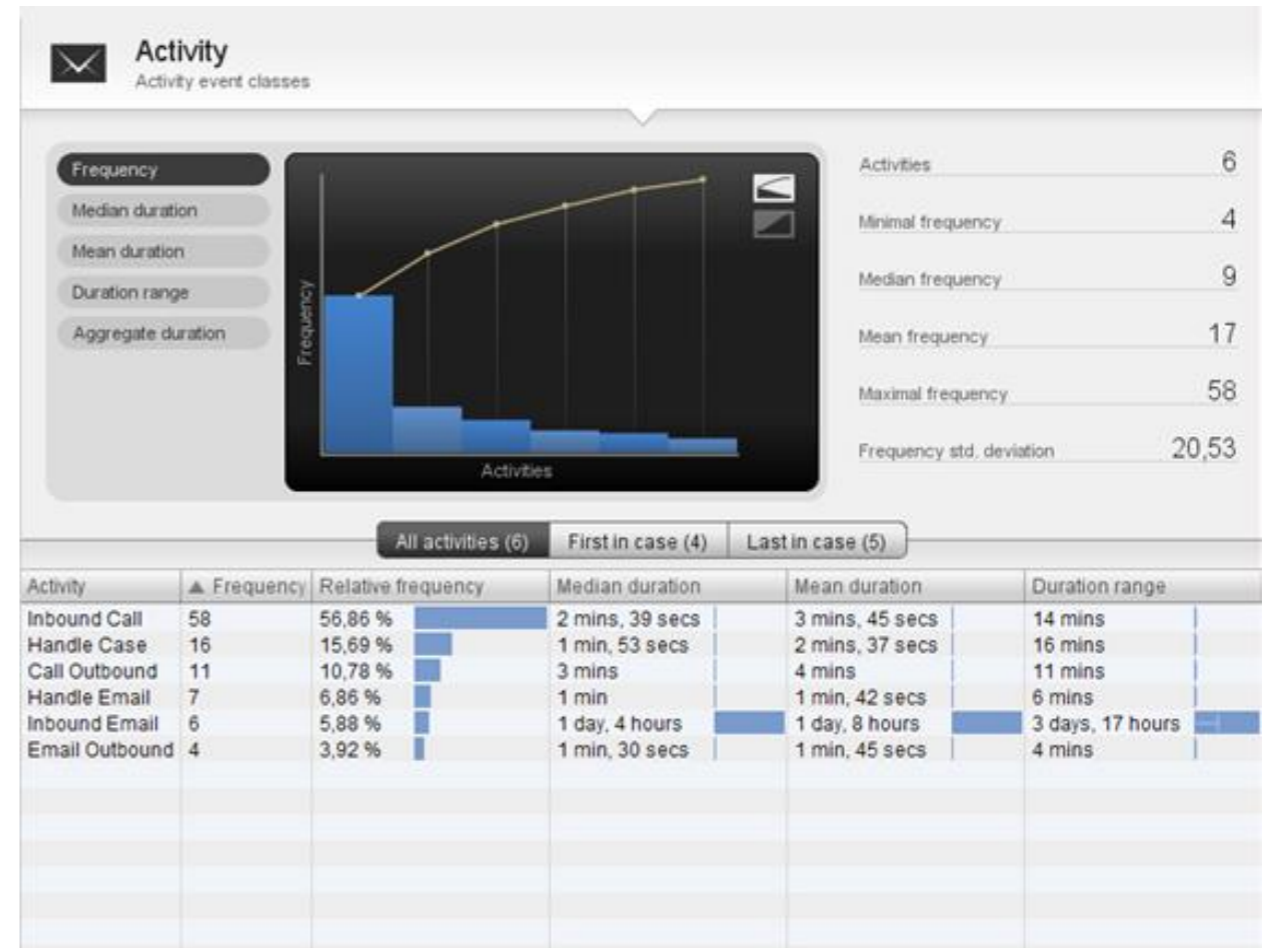 Activity
Activity event classes
Frequency
Median duration
Mean duration
Duration range
Aggregate duration
Frequency
Activities
Activities 6
Minimal frequency 4
Median frequency 9
Mean frequency 17
Maximal frequency 58
Frequency std. deviation 20,53
All activities (6) First in case (4) Last in case (5)
Activity ▲ Frequency Relative frequency Median duration Mean duration Duration range
Inbound Call 58 56,86 % 2 mins, 39 secs 3 mins, 45 secs 14 mins
Handle Case 16 15,69 % 1 min, 53 secs 2 mins, 37 secs 16 mins
Call Outbound 11 10,78 % 3 mins 4 mins 11 mins
Handle Email 7 6,86 % 1 min 1 min, 42 secs 6 mins
Inbound Email 6 5,88 % 1 day, 4 hours 1 day, 8 hours 3 days, 17 hours
Email Outbound 4 3,92 % 1 min, 30 secs 1 min, 45 secs 4 mins